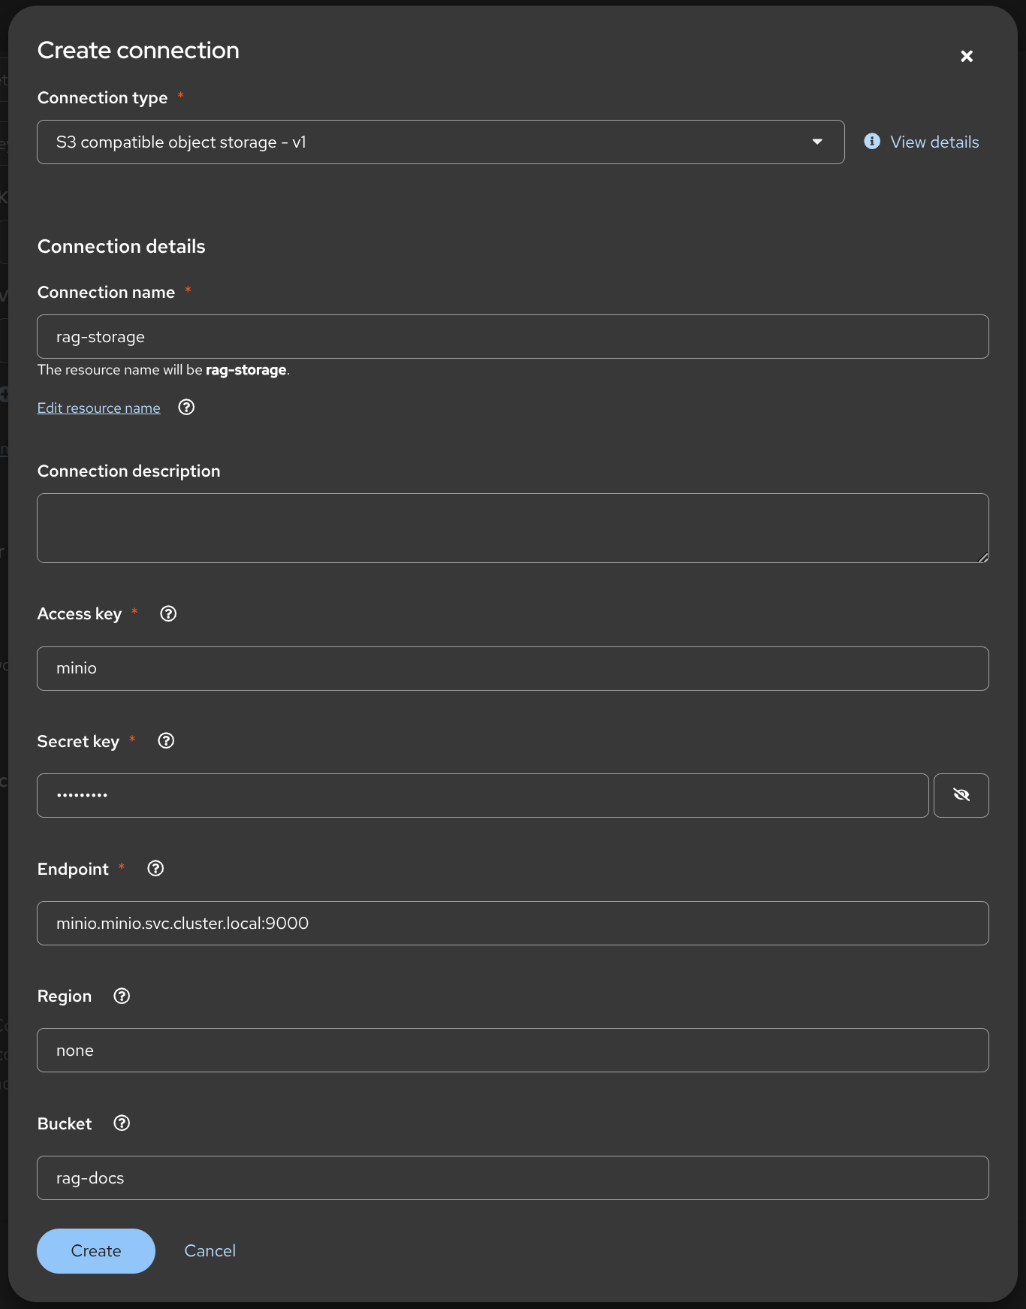 Create connection
Connection type *
S3 compatible object storage - v1
View details
Connection details
Connection name *
rag-storage
The resource name will be rag-storage.
Edit resource name
Connection description
Access key *
minio
Secret key *
•••••••••
Endpoint *
minio.minio.svc.cluster.local:9000
Region
none
Bucket
rag-docs
Create Cancel